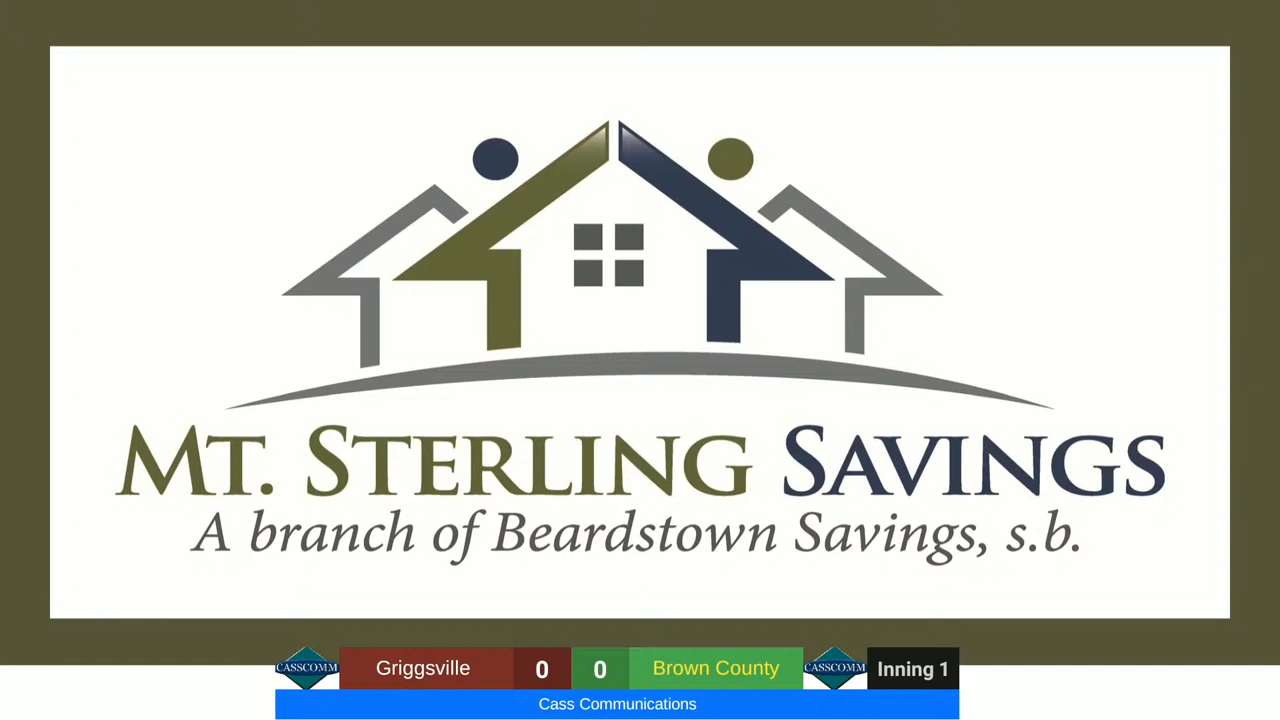 Mt. Sterling Savings
A branch of Beardstown Savings, s.b.
CASSCOMM Griggsville 0 0 Brown County CASSCOMM Inning 1
Cass Communications